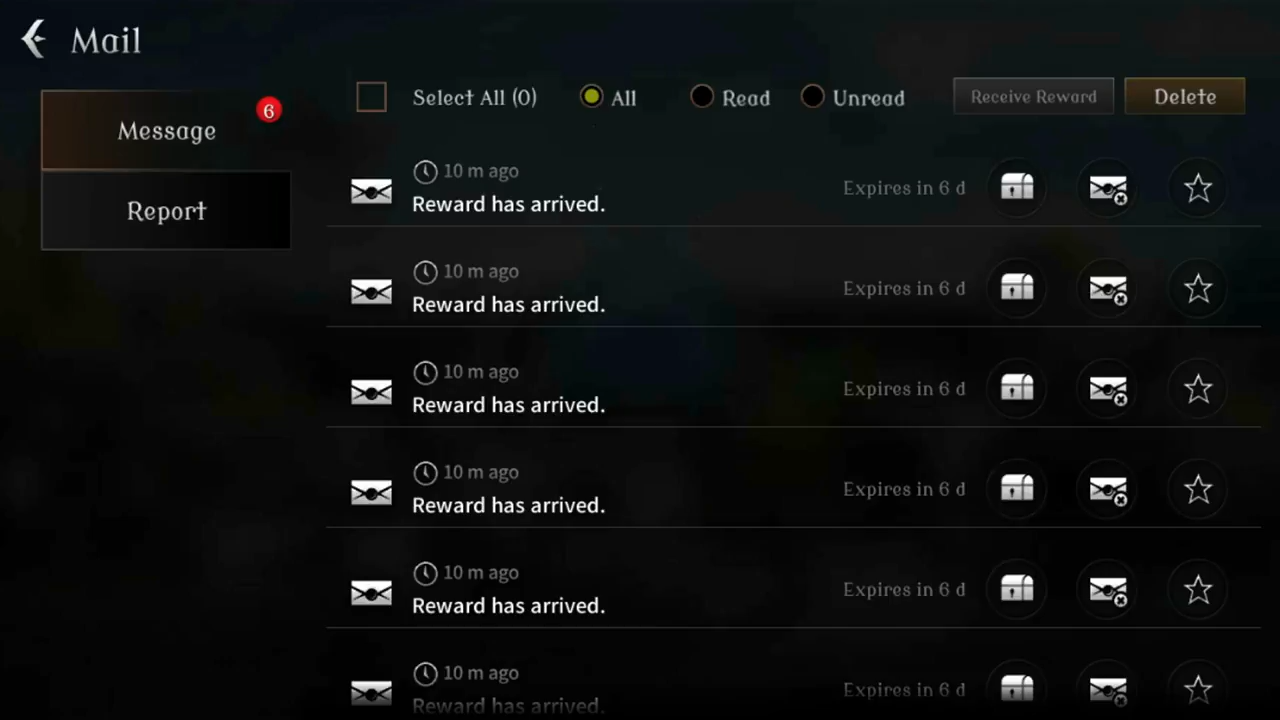 Mail
Message 6
Report
Select All (0) All Read Unread Receive Reward Delete
10 m ago
Reward has arrived.
Expires in 6 d
10 m ago
Reward has arrived.
Expires in 6 d
10 m ago
Reward has arrived.
Expires in 6 d
10 m ago
Reward has arrived.
Expires in 6 d
10 m ago
Reward has arrived.
Expires in 6 d
10 m ago
Reward has arrived.
Expires in 6 d